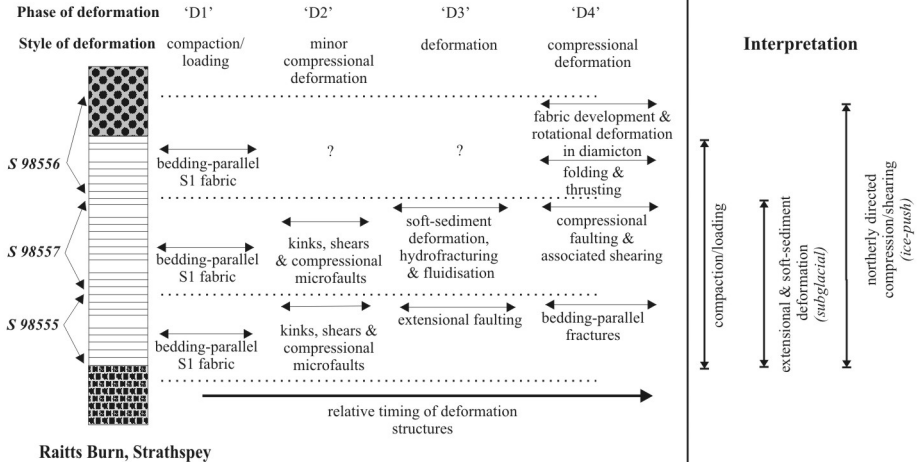 Phase of deformation 'D1' 'D2' 'D3' 'D4'
Style of deformation
compaction/
loading
minor
compressional
deformation
deformation
compressional
deformation
Interpretation
S 98556
bedding-parallel
S1 fabric
?
?
fabric development &
rotational deformation
in diamicton
folding &
thrusting
S 98557
bedding-parallel
S1 fabric
kinks, shears
& compressional
microfaults
soft-sediment
deformation,
hydrofracturing
& fluidisation
compressional
faulting &
associated shearing
S 98555
bedding-parallel
S1 fabric
kinks, shears &
compressional
microfaults
extensional faulting
bedding-parallel
fractures
relative timing of deformation
structures
compaction/loading
extensional & soft-sediment
deformation
(subglacial)
northerly directed
compression/shearing
(ice-push)
Raitts Burn, Strathspey